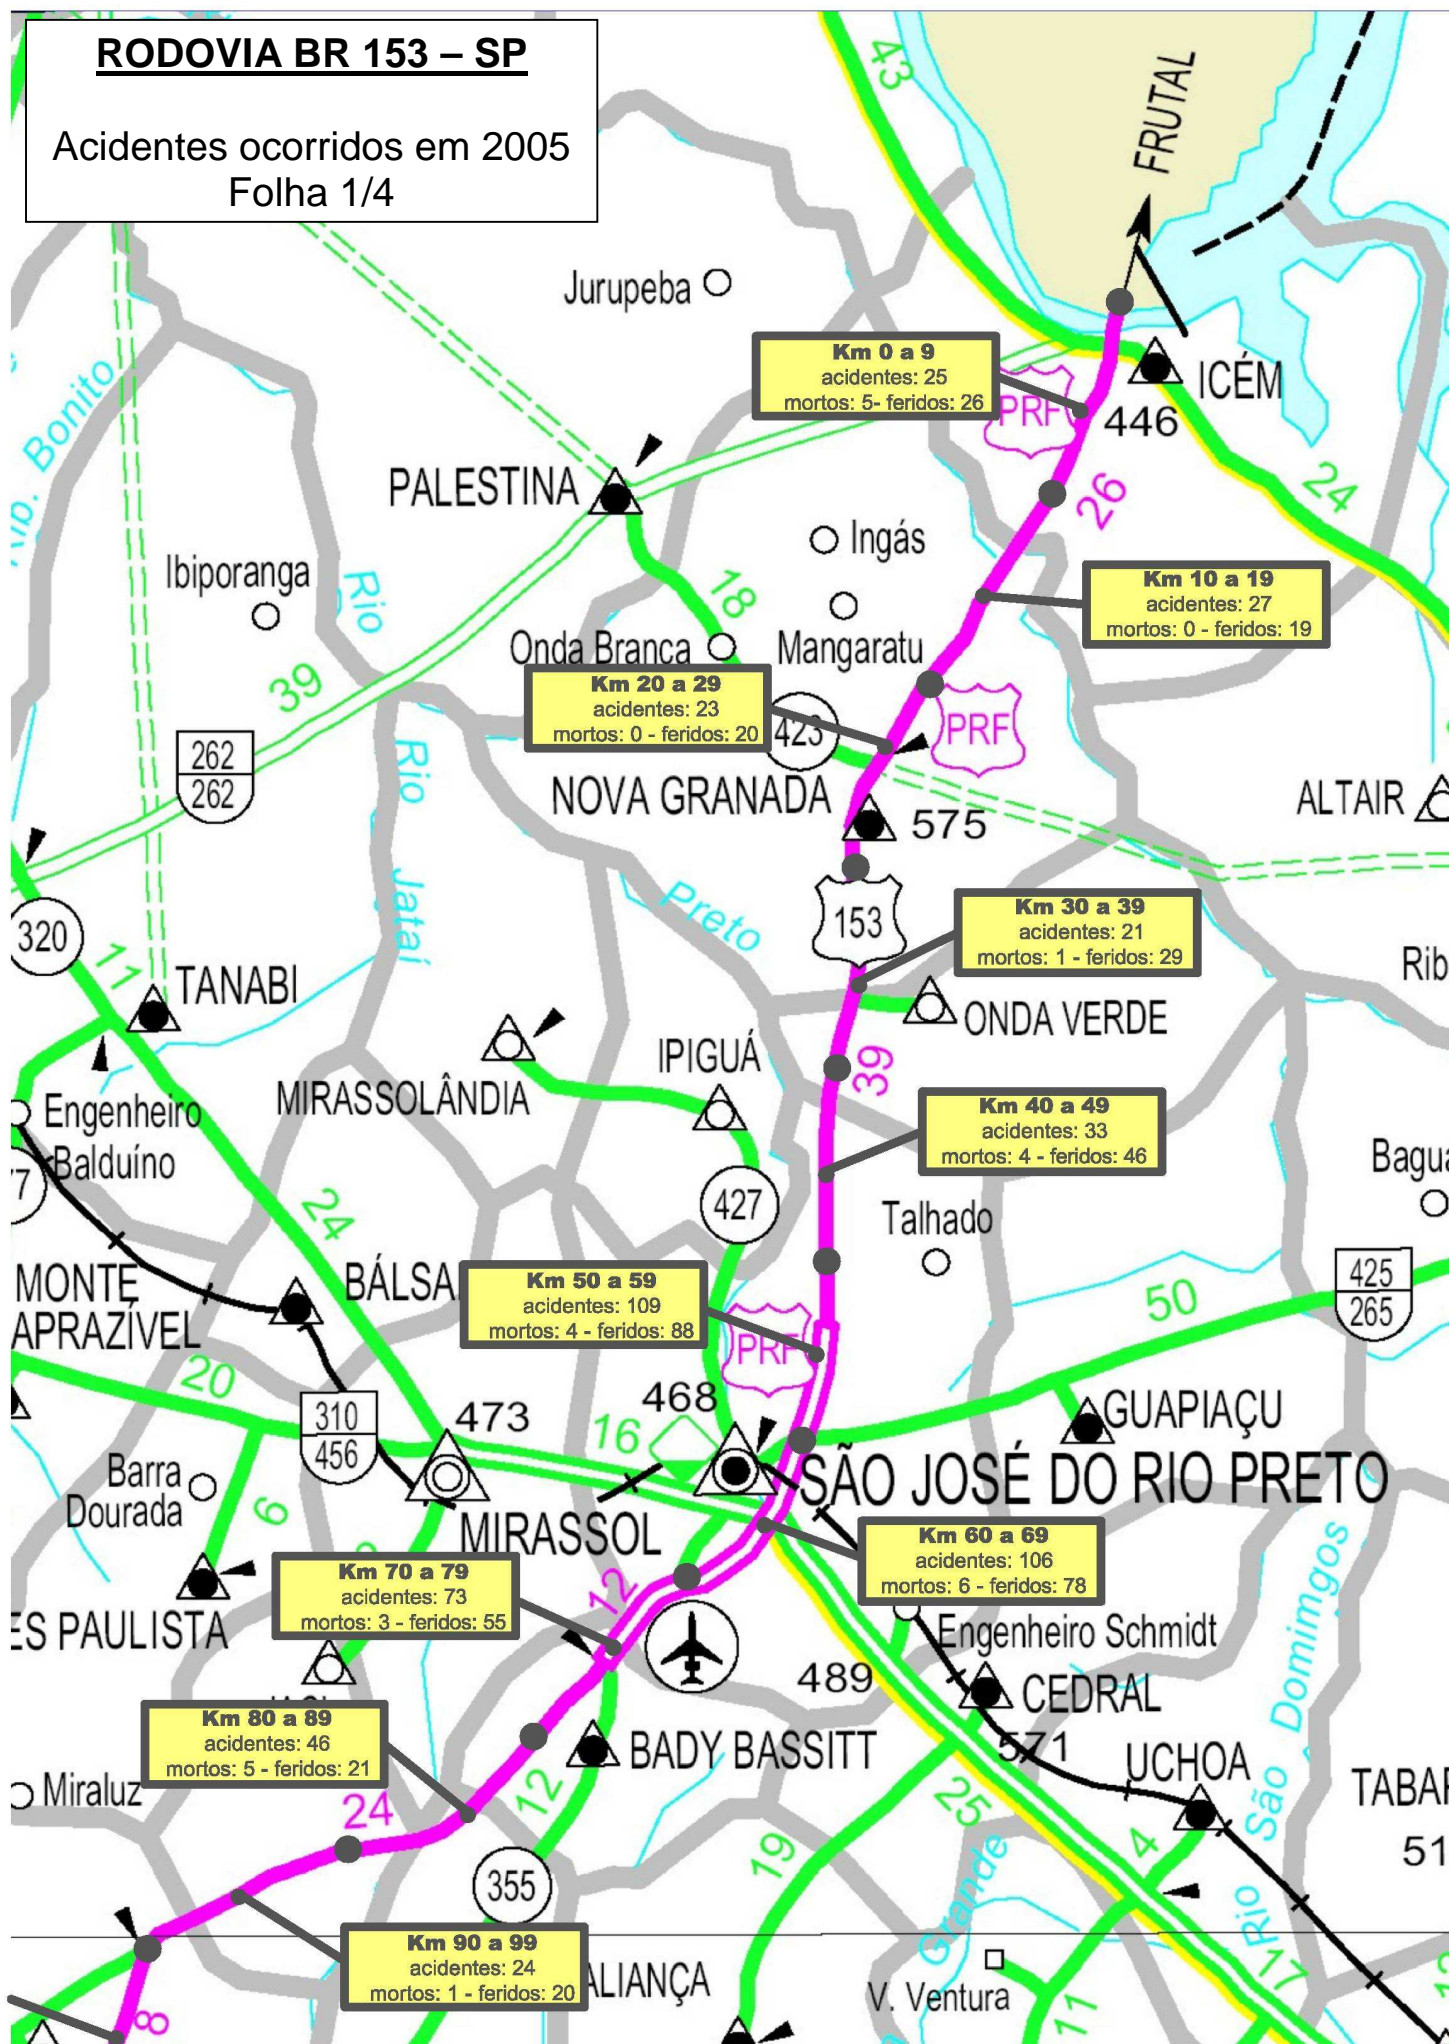 RODOVIA BR 153 – SP
Acidentes ocorridos em 2005
Folha 1/4
43
FRUTAL
Jurupeba
Km 0 a 9
acidentes: 25
mortos: 5- feridos: 26
PRF
ICÉM
446
Rib. Bonito
PALESTINA
26
24
Ingás
Ibiporanga
Rio
18
Km 10 a 19
acidentes: 27
mortos: 0 - feridos: 19
Onda Branca
Mangaratu
39
Km 20 a 29
acidentes: 23
mortos: 0 - feridos: 20
423
PRF
262
262
Rio Jataí
NOVA GRANADA
575
ALTAIR
Preto
153
Km 30 a 39
acidentes: 21
mortos: 1 - feridos: 29
320
11
TANABI
Rib
ONDA VERDE
IPIGUÁ
39
MIRASSOLÂNDIA
Engenheiro
Balduíno
Km 40 a 49
acidentes: 33
mortos: 4 - feridos: 46
7
Bagua
427
Talhado
24
MONTE
APRAZÍVEL
BÁLSA
Km 50 a 59
acidentes: 109
mortos: 4 - feridos: 88
PRF
50
425
265
20
310
456
473
468
16
GUAPIAÇU
Barra
Dourada
6
SÃO JOSÉ DO RIO PRETO
MIRASSOL
Km 60 a 69
acidentes: 106
mortos: 6 - feridos: 78
Km 70 a 79
acidentes: 73
mortos: 3 - feridos: 55
12
ES PAULISTA
Engenheiro Schmidt
489
CEDRAL
Km 80 a 89
acidentes: 46
mortos: 5 - feridos: 21
BADY BASSITT
571
UCHOA
Rio São Domimgos
Miraluz
24
12
25
TABAR
4
19
51
355
Grande
Km 90 a 99
acidentes: 24
mortos: 1 - feridos: 20
ALIANÇA
V. Ventura
17
11
8